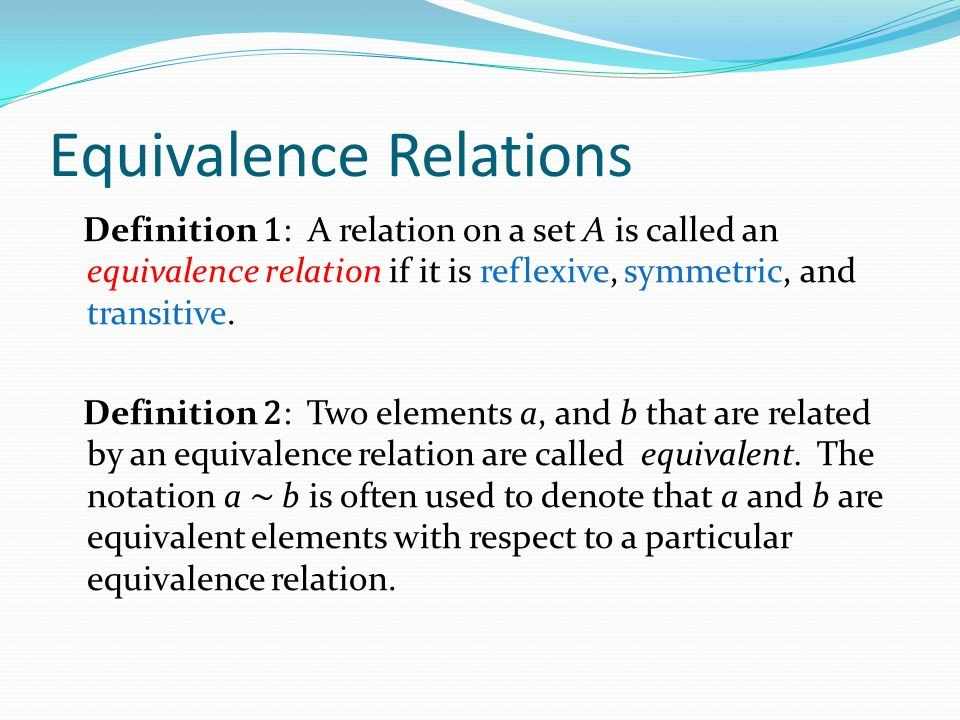 Equivalence Relations
Definition 1:  A relation on a set A is called an
equivalence relation if it is reflexive, symmetric, and
transitive.
Definition 2:  Two elements a, and b that are related
by an equivalence relation are called  equivalent.  The
notation a ∼ b is often used to denote that a and b are
equivalent elements with respect to a particular
equivalence relation.